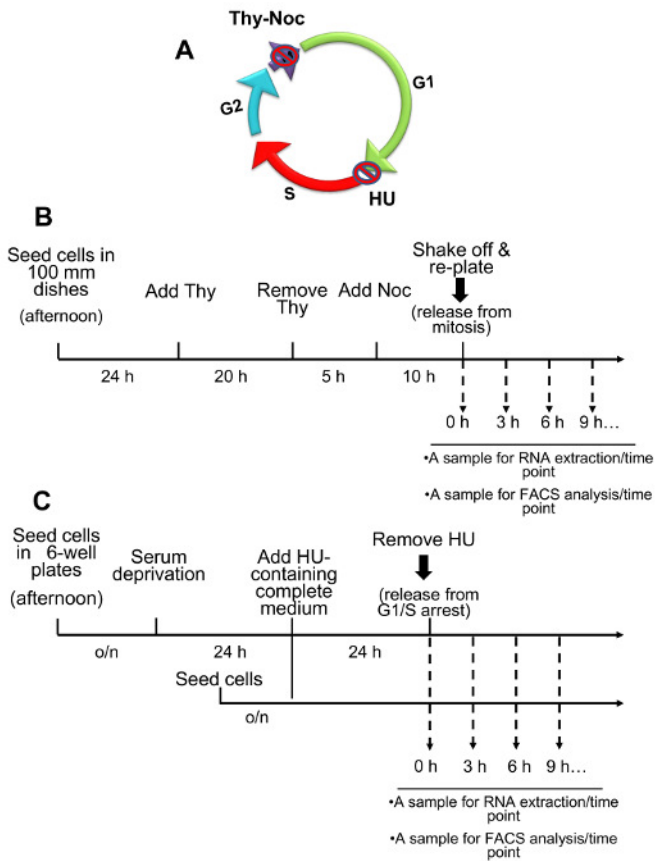 Thy-Noc
A
G1
G2
S
HU
B
Seed cells in
100 mm
dishes
(afternoon)
Add Thy
Remove
Thy
Add Noc
Shake off &
re-plate
(release from
mitosis)
24 h
20 h
5 h
10 h
0 h
3 h
6 h
9 h...
•A sample for RNA extraction/time
point
•A sample for FACS analysis/time
point
C
Seed cells
in 6-well
plates
(afternoon)
Serum
deprivation
Add HU-
containing
complete
medium
Remove HU
(release from
G1/S arrest)
o/n
24 h
24 h
Seed cells
o/n
0 h
3 h
6 h
9 h...
•A sample for RNA extraction/time
point
•A sample for FACS analysis/time
point